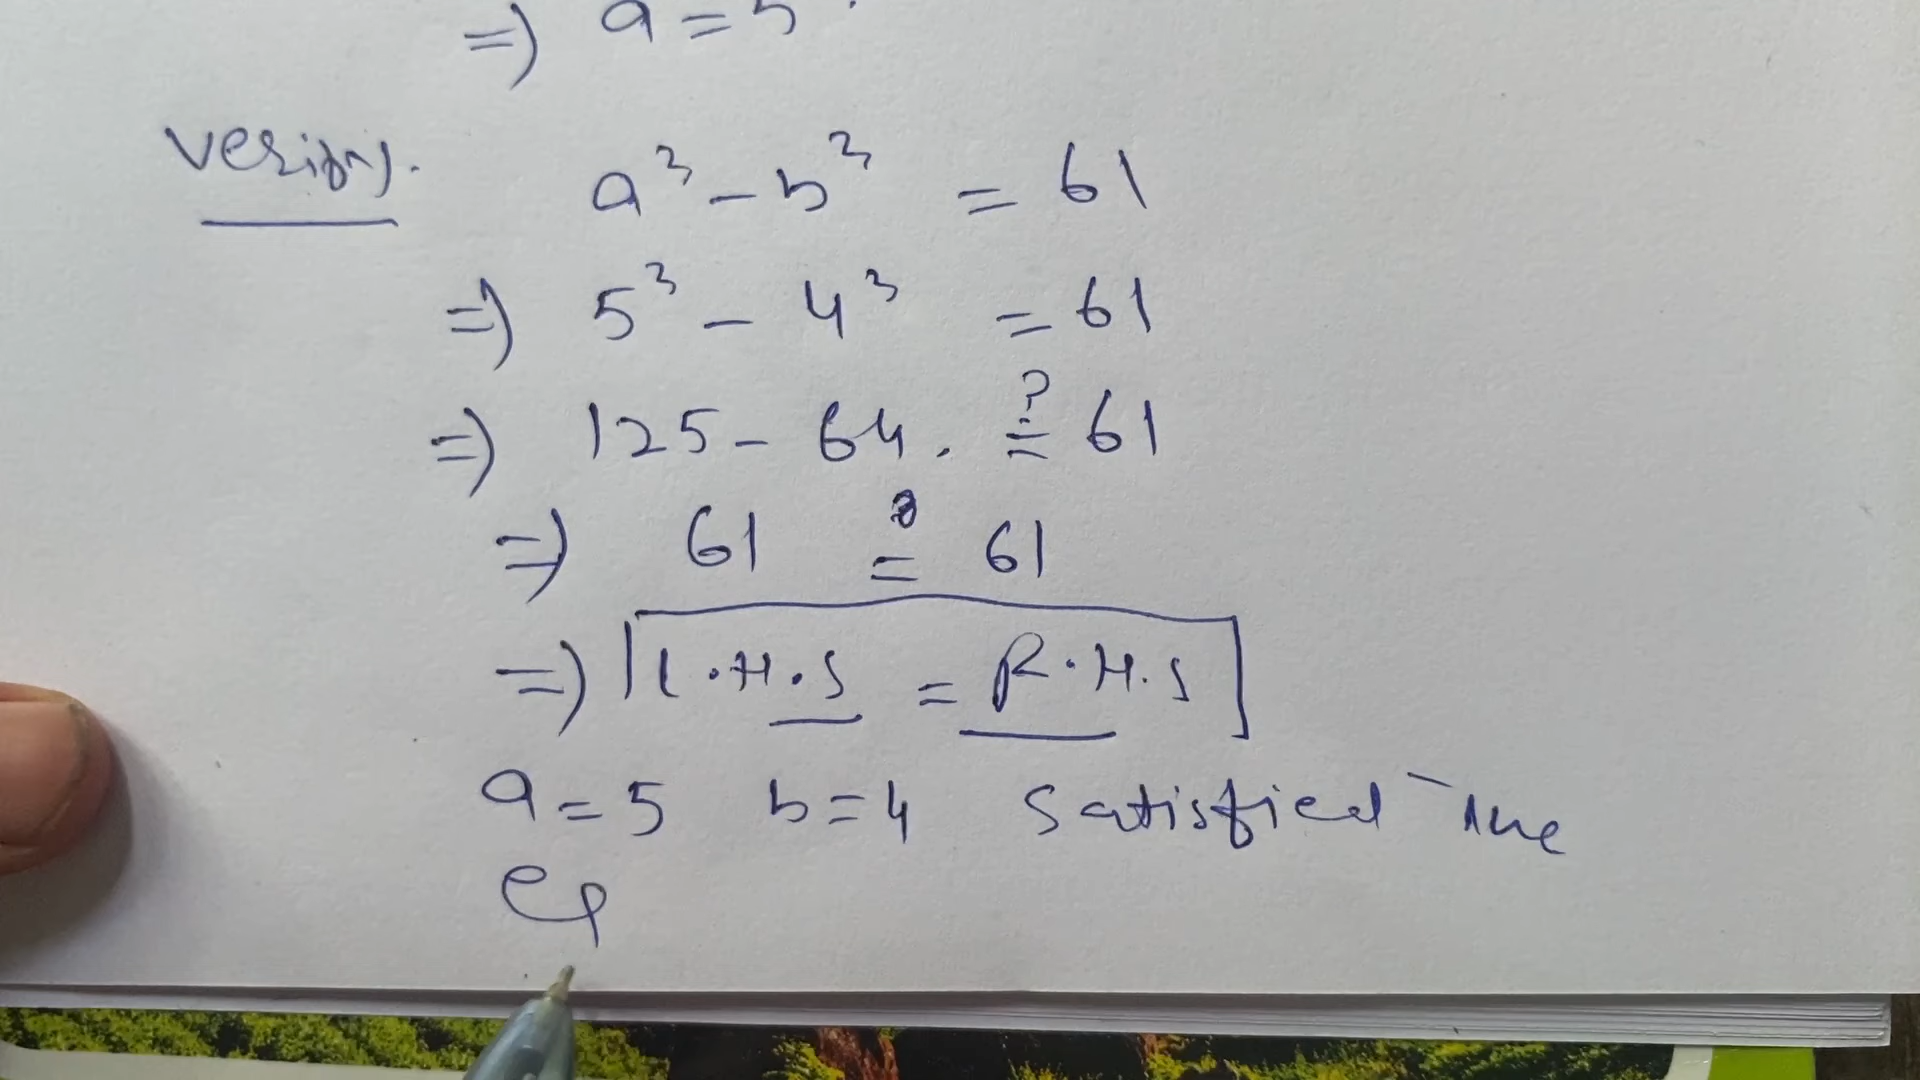 =) a = 5
Verify.
a³ - b³ = 61
=) 5³ - 4³ = 61
=) 125 - 64. ≟ 61
=) 61 ≟ 61
=) L.H.S = R.H.S
a = 5 b = 4 satisfied the
eq